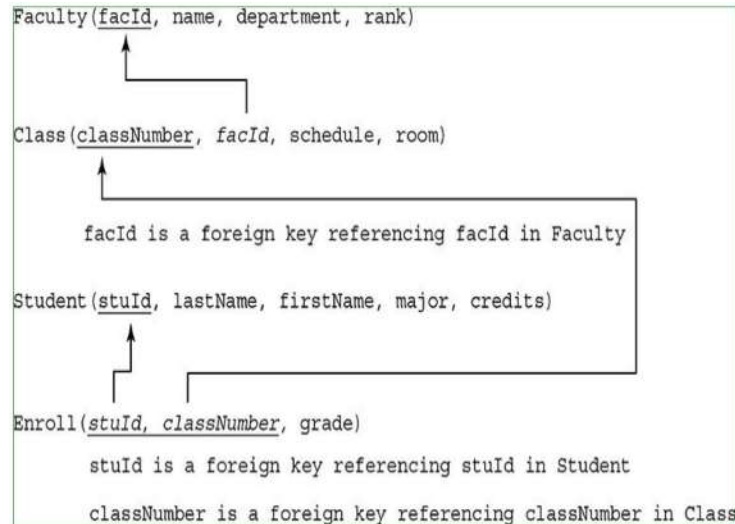 Faculty(facId, name, department, rank)
Class(classNumber, facId, schedule, room)
facId is a foreign key referencing facId in Faculty
Student(stuId, lastName, firstName, major, credits)
Enroll(stuId, classNumber, grade)
stuId is a foreign key referencing stuId in Student
classNumber is a foreign key referencing classNumber in Class